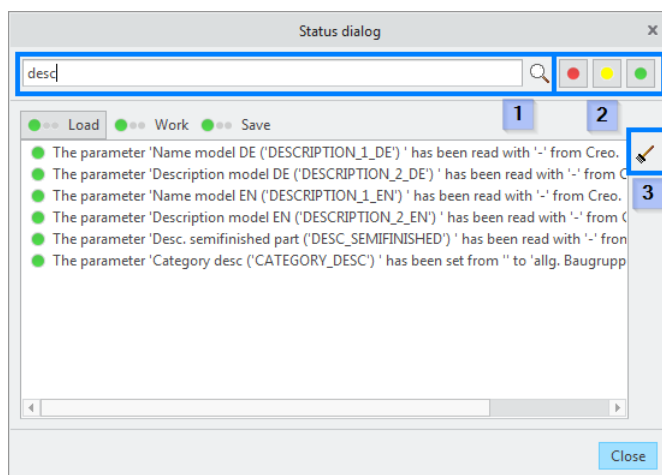 Status dialog x
desc
1 2
Load Work Save
The parameter 'Name model DE ('DESCRIPTION_1_DE') ' has been read with '-' from Creo.
The parameter 'Description model DE ('DESCRIPTION_2_DE') ' has been read with '-' from C
The parameter 'Name model EN ('DESCRIPTION_1_EN') ' has been read with '-' from Creo.
3
The parameter 'Description model EN ('DESCRIPTION_2_EN') ' has been read with '-' from C
The parameter 'Desc. semifinished part ('DESC_SEMIFINISHED') ' has been read with '-' fron
The parameter 'Category desc ('CATEGORY_DESC') ' has been set from '' to 'allg. Baugrupp
Close